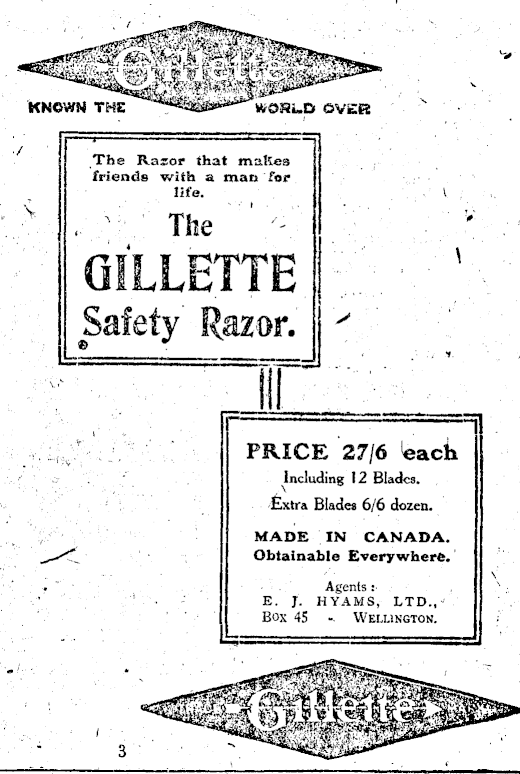 Gillette
KNOWN THE WORLD OVER
The Razor that makes
friends with a man for
life.
The
GILLETTE
Safety Razor.
PRICE 27/6 each
Including 12 Blades.
Extra Blades 6/6 dozen.
MADE IN CANADA.
Obtainable Everywhere.
Agents :
E. J. HYAMS, LTD.,
BOX 45 - WELLINGTON.
Gillette
3